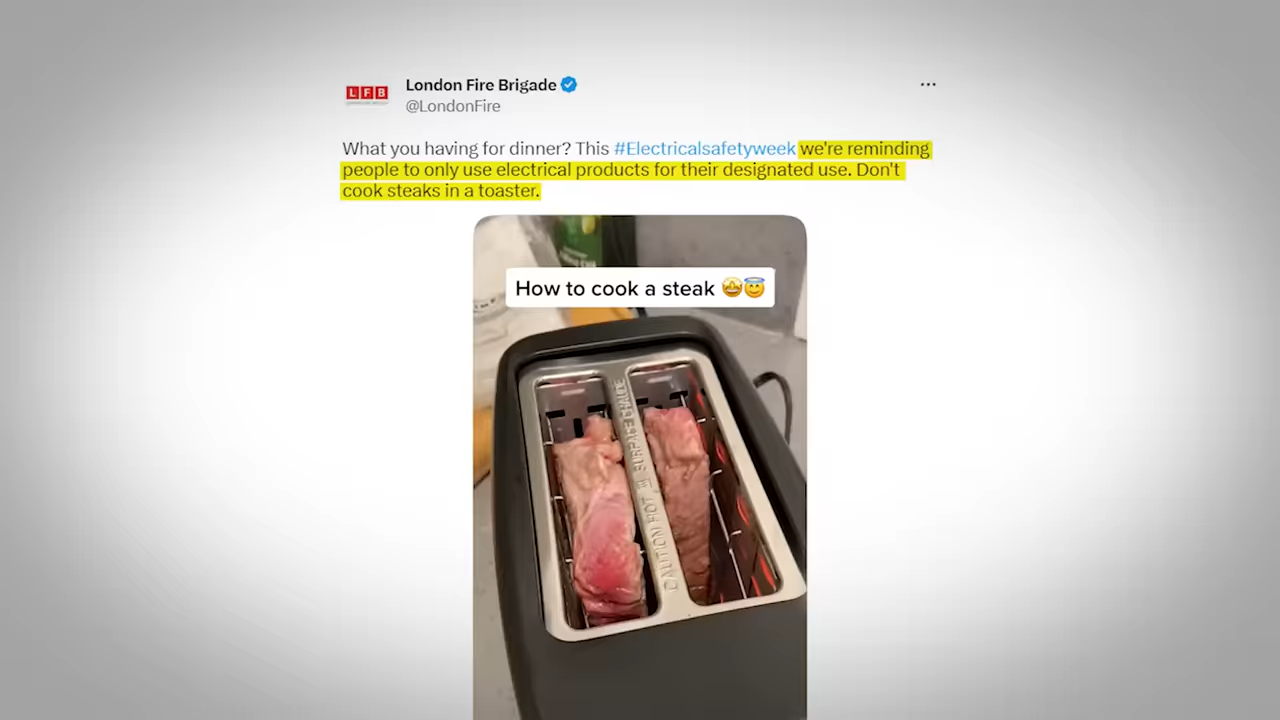 LFB
London Fire Brigade
@LondonFire
What you having for dinner? This #Electricalsafetyweek we're reminding
people to only use electrical products for their designated use. Don't
cook steaks in a toaster.
How to cook a steak 🤩😇
CAUTION HOT SURFACE CHAUDE